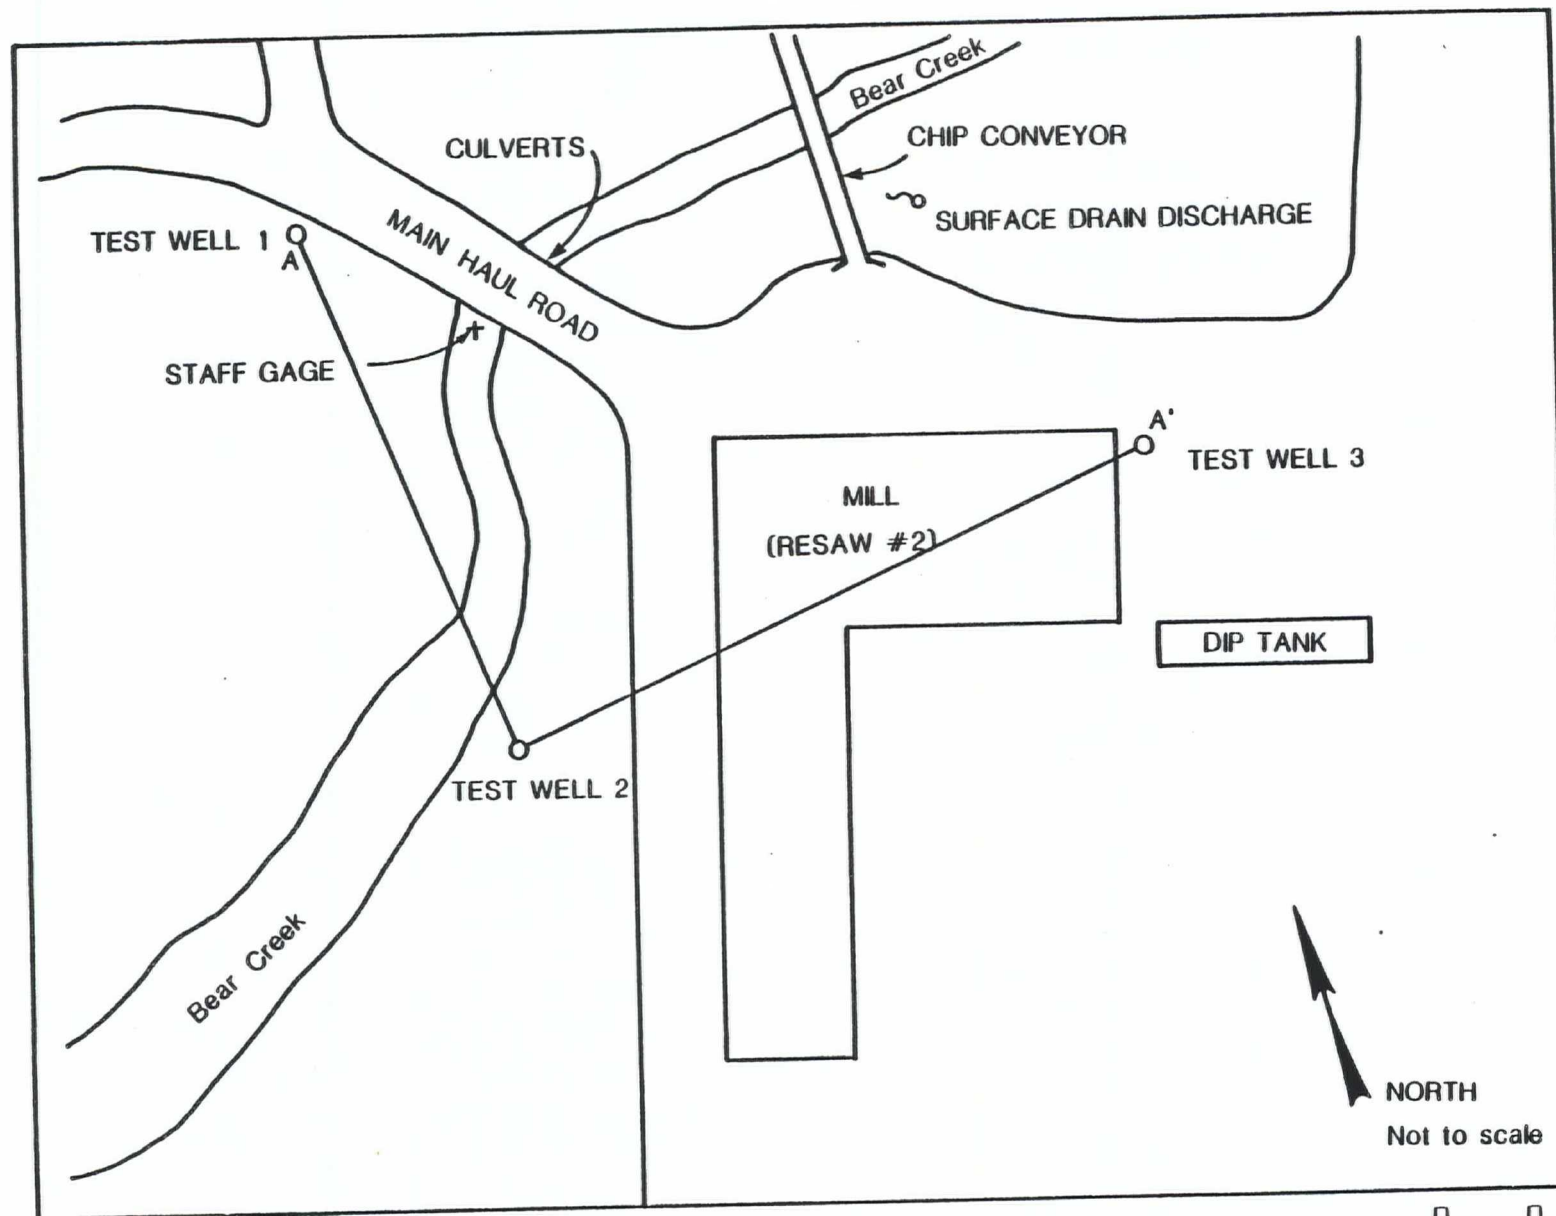 Bear Creek
CULVERTS
CHIP CONVEYOR
SURFACE DRAIN DISCHARGE
TEST WELL 1
A
MAIN HAUL ROAD
STAFF GAGE
A'
TEST WELL 3
MILL
(RESAW #2)
DIP TANK
TEST WELL 2
Bear Creek
NORTH
Not to scale